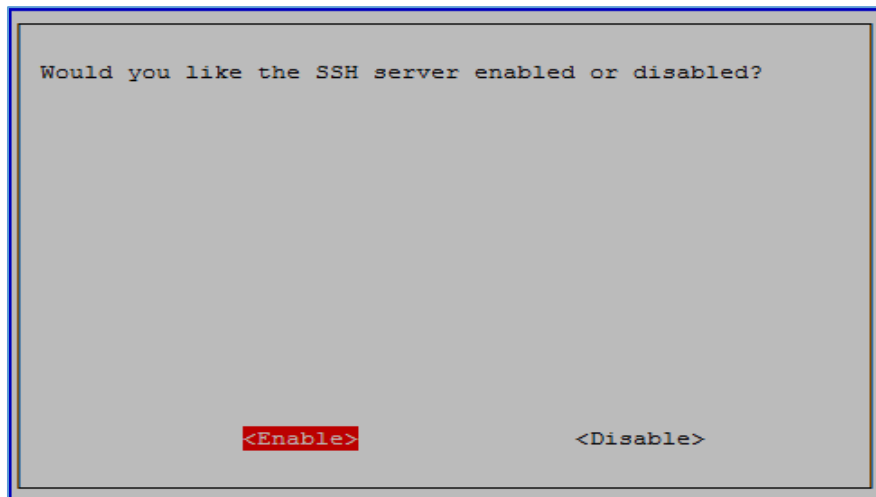 Would you like the SSH server enabled or disabled?
<Enable> <Disable>